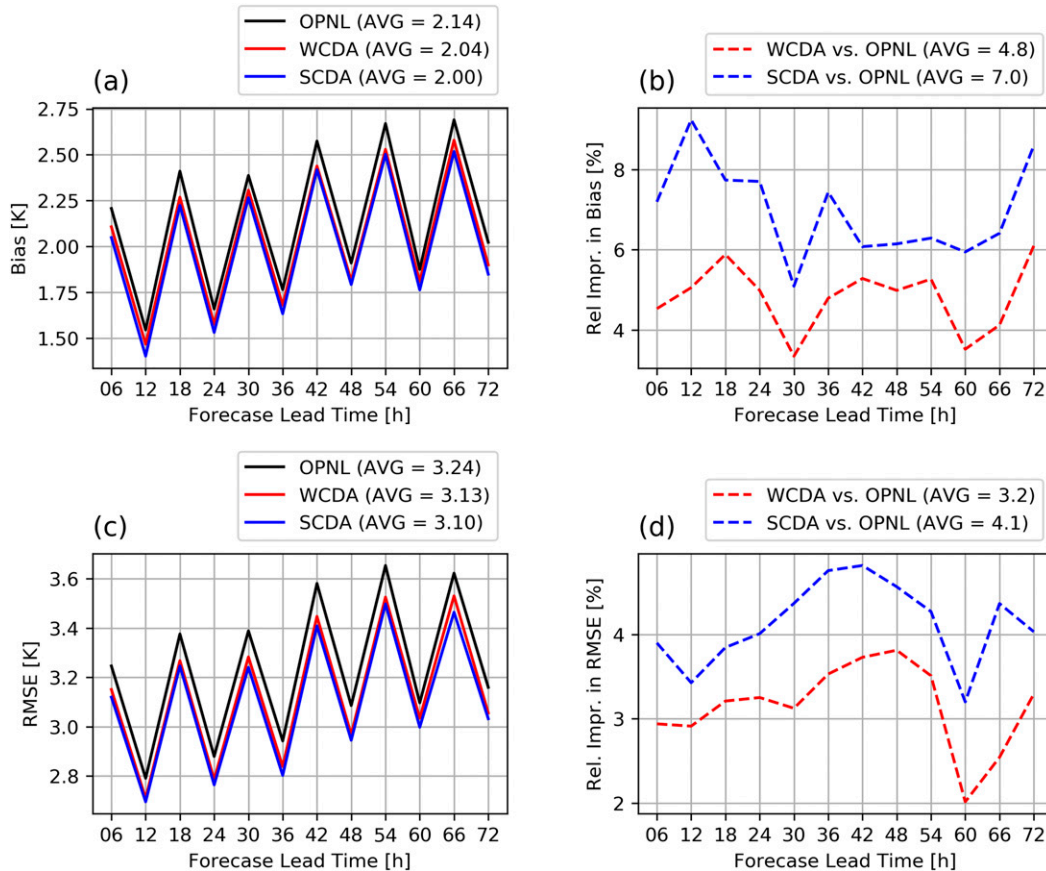 OPNL (AVG = 2.14)
WCDA (AVG = 2.04)
SCDA (AVG = 2.00)
(a)
2.75
2.50
2.25
2.00
1.75
1.50
Bias [K]
06 12 18 24 30 36 42 48 54 60 66 72
Forecase Lead Time [h]
WCDA vs. OPNL (AVG = 4.8)
SCDA vs. OPNL (AVG = 7.0)
(b)
8
6
4
Rel Impr. in Bias [%]
06 12 18 24 30 36 42 48 54 60 66 72
Forecase Lead Time [h]
OPNL (AVG = 3.24)
WCDA (AVG = 3.13)
SCDA (AVG = 3.10)
(c)
3.6
3.4
3.2
3.0
2.8
RMSE [K]
06 12 18 24 30 36 42 48 54 60 66 72
Forecase Lead Time [h]
WCDA vs. OPNL (AVG = 3.2)
SCDA vs. OPNL (AVG = 4.1)
(d)
4
3
2
Rel. Impr. in RMSE [%]
06 12 18 24 30 36 42 48 54 60 66 72
Forecase Lead Time [h]